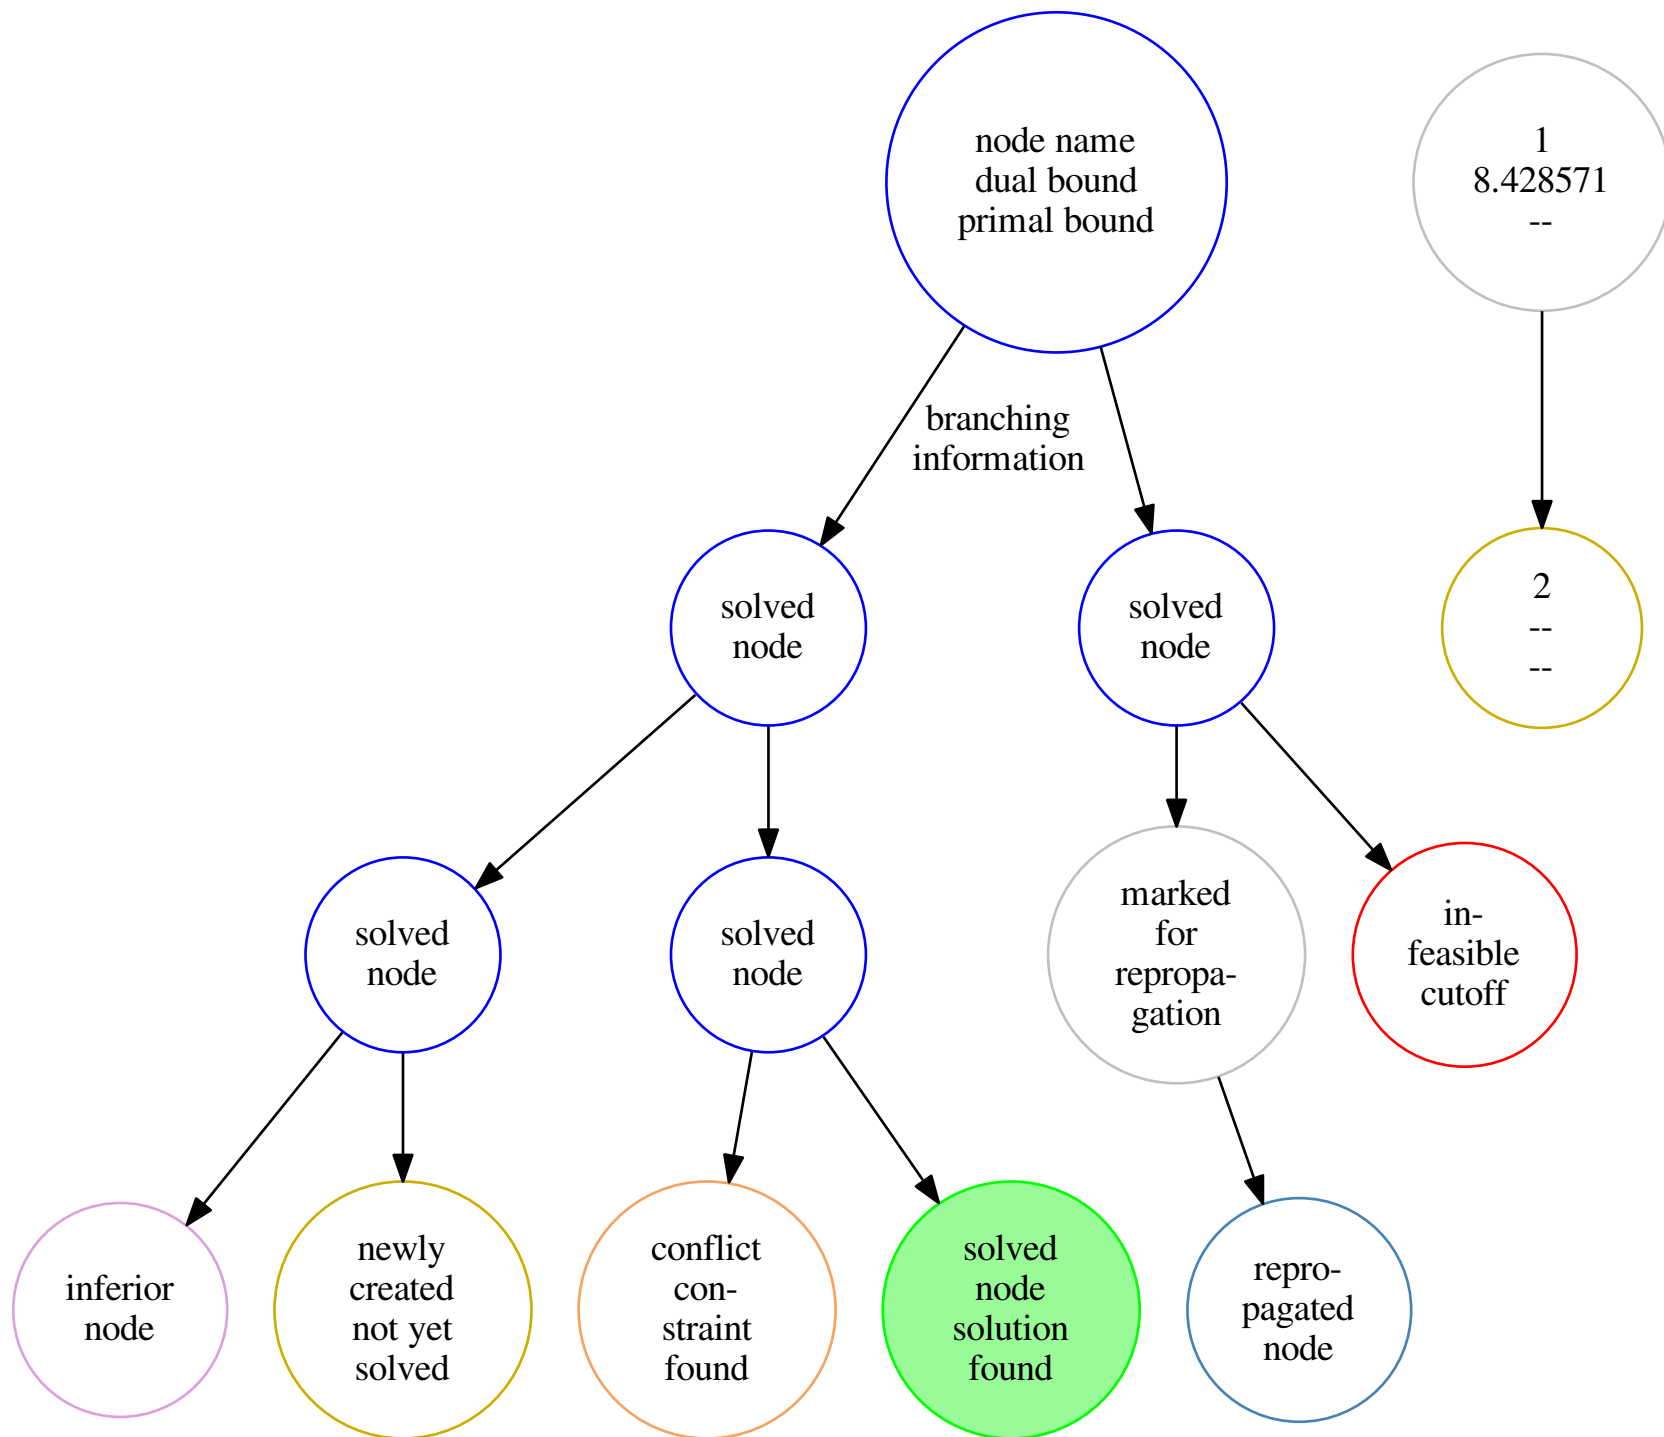 node name
dual bound
primal bound
1
8.428571
--
branching
information
solved
node
solved
node
2
--
--
solved
node
solved
node
marked
for
repropa-
gation
in-
feasible
cutoff
inferior
node
newly
created
not yet
solved
conflict
con-
straint
found
solved
node
solution
found
repro-
pagated
node